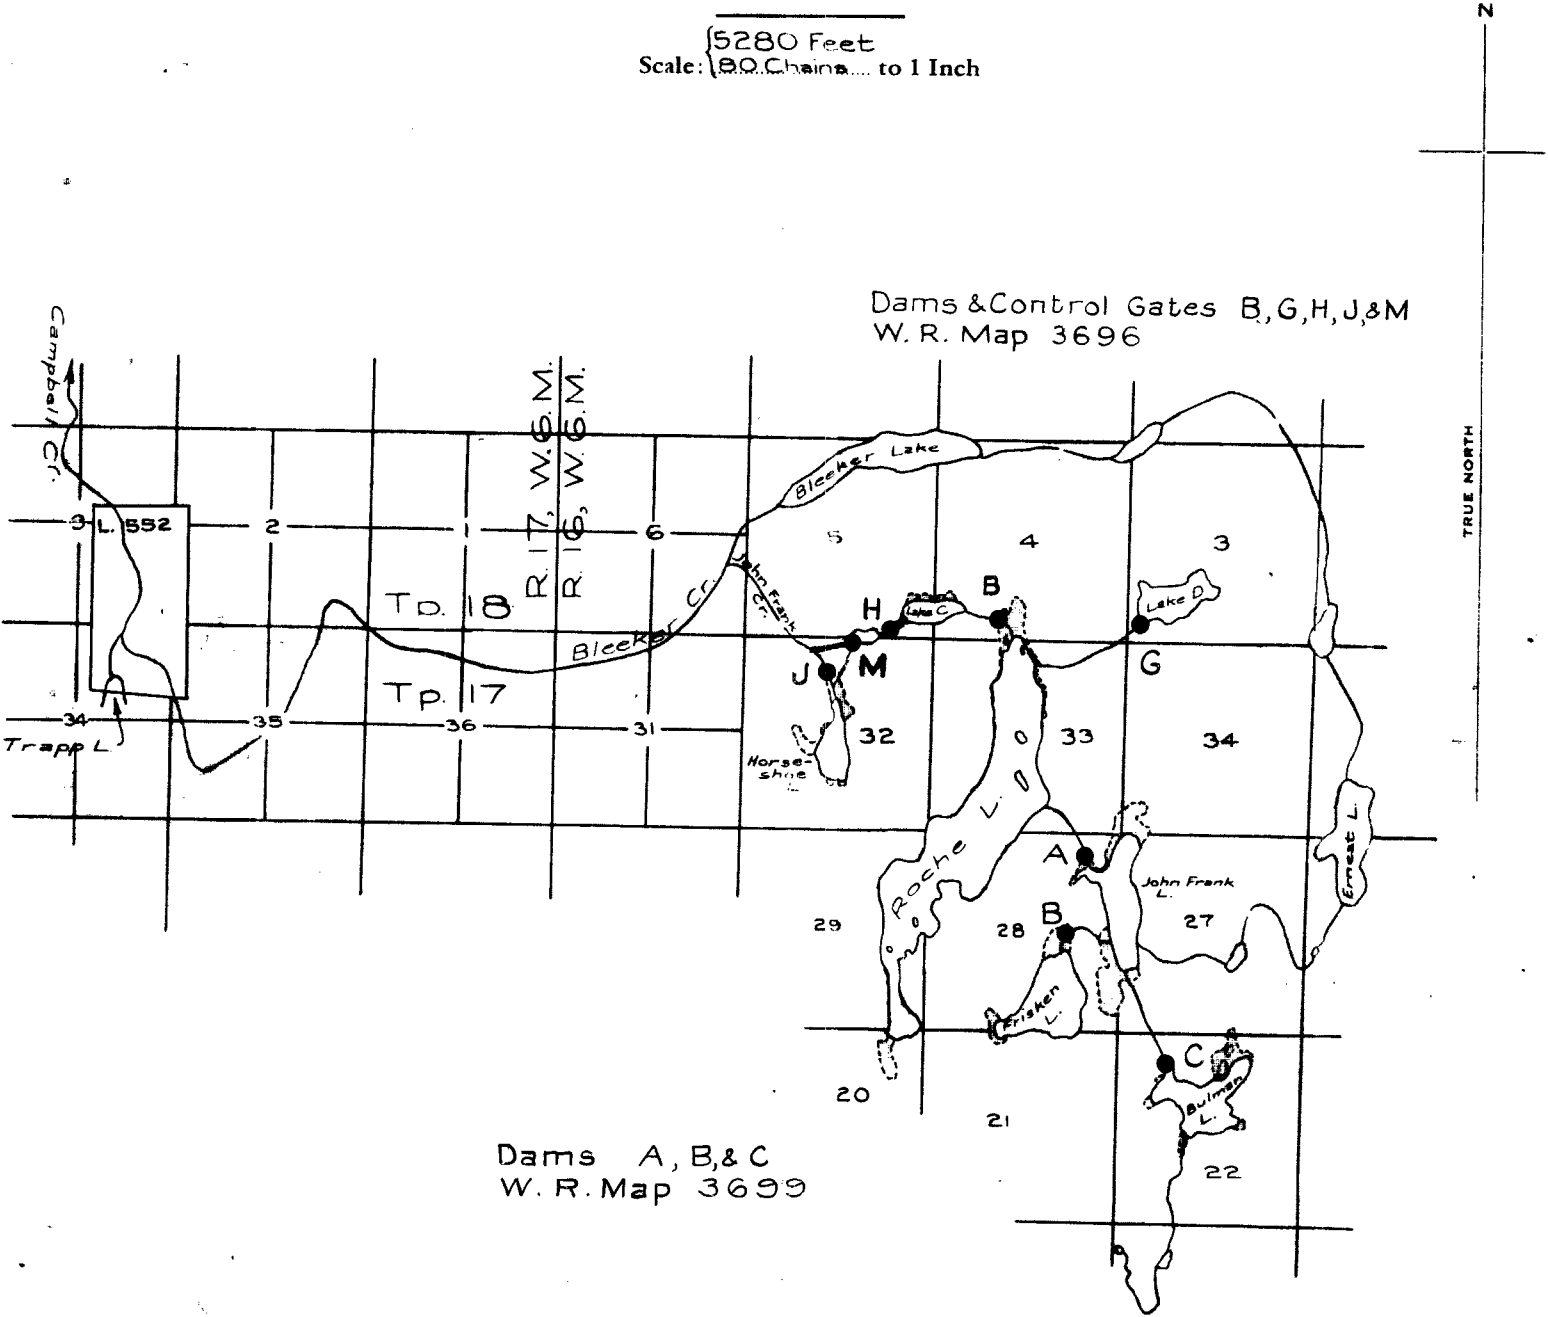 5280 Feet
Scale: 80 Chains to 1 Inch
N
TRUE NORTH
Dams & Control Gates B, G, H, J, & M
W. R. Map 3696
Campbell Cr.
R. 17, W. 6. M.
R. 16, W. 6. M.
Bleeker Lake
3
L. 552
2
1
6
5
4
3
John Frank Cr.
Lake D
Tp. 18
H
Lake C
B
Bleeker Cr.
J
M
G
Tp. 17
34
35
36
31
32
33
34
Trapp L.
Horse-
shoe
L
Roche L.
A
Ernest L.
John Frank
L.
29
28
B
27
Frisken
L.
C
20
Bulman
L.
21
22
Dams A, B, & C
W. R. Map 3699